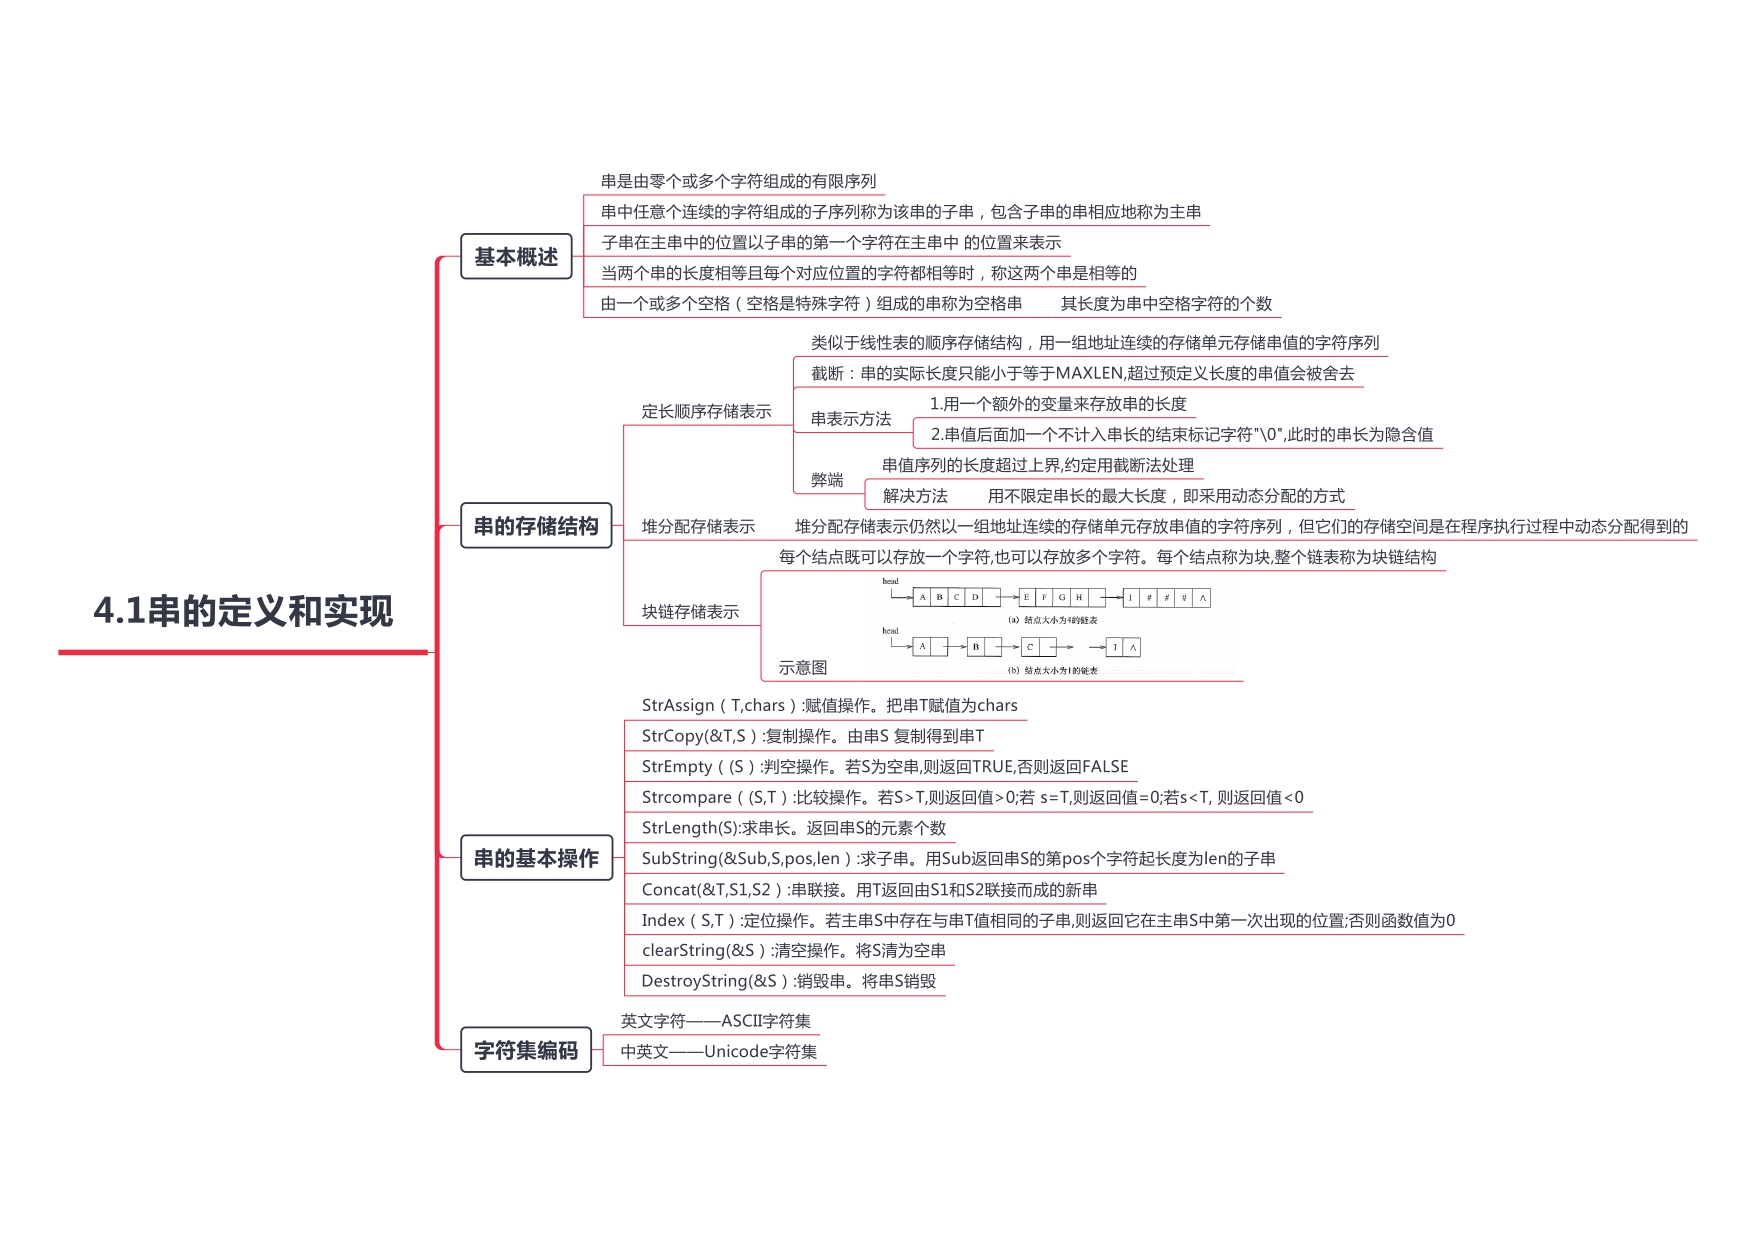 4.1串的定义和实现
基本概述
串是由零个或多个字符组成的有限序列
串中任意个连续的字符组成的子序列称为该串的子串，包含子串的串相应地称为主串
子串在主串中的位置以子串的第一个字符在主串中 的位置来表示
当两个串的长度相等且每个对应位置的字符都相等时，称这两个串是相等的
由一个或多个空格（空格是特殊字符）组成的串称为空格串 其长度为串中空格字符的个数
串的存储结构
定长顺序存储表示
类似于线性表的顺序存储结构，用一组地址连续的存储单元存储串值的字符序列
截断：串的实际长度只能小于等于MAXLEN,超过预定义长度的串值会被舍去
串表示方法
1.用一个额外的变量来存放串的长度
2.串值后面加一个不计入串长的结束标记字符"\0",此时的串长为隐含值
弊端
串值序列的长度超过上界,约定用截断法处理
解决方法 用不限定串长的最大长度，即采用动态分配的方式
堆分配存储表示 堆分配存储表示仍然以一组地址连续的存储单元存放串值的字符序列，但它们的存储空间是在程序执行过程中动态分配得到的
块链存储表示
每个结点既可以存放一个字符,也可以存放多个字符。每个结点称为块,整个链表称为块链结构
示意图
head
A B C D E F G H I # # # ∧
(a) 结点大小为4的链表
head
A B C I ∧
(b) 结点大小为1的链表
串的基本操作
StrAssign（T,chars）:赋值操作。把串T赋值为chars
StrCopy(&T,S）:复制操作。由串S 复制得到串T
StrEmpty（(S）:判空操作。若S为空串,则返回TRUE,否则返回FALSE
Strcompare（(S,T）:比较操作。若S>T,则返回值>0;若 s=T,则返回值=0;若s<T, 则返回值<0
StrLength(S):求串长。返回串S的元素个数
SubString(&Sub,S,pos,len）:求子串。用Sub返回串S的第pos个字符起长度为len的子串
Concat(&T,S1,S2）:串联接。用T返回由S1和S2联接而成的新串
Index（S,T）:定位操作。若主串S中存在与串T值相同的子串,则返回它在主串S中第一次出现的位置;否则函数值为0
clearString(&S）:清空操作。将S清为空串
DestroyString(&S）:销毁串。将串S销毁
字符集编码
英文字符——ASCII字符集
中英文——Unicode字符集